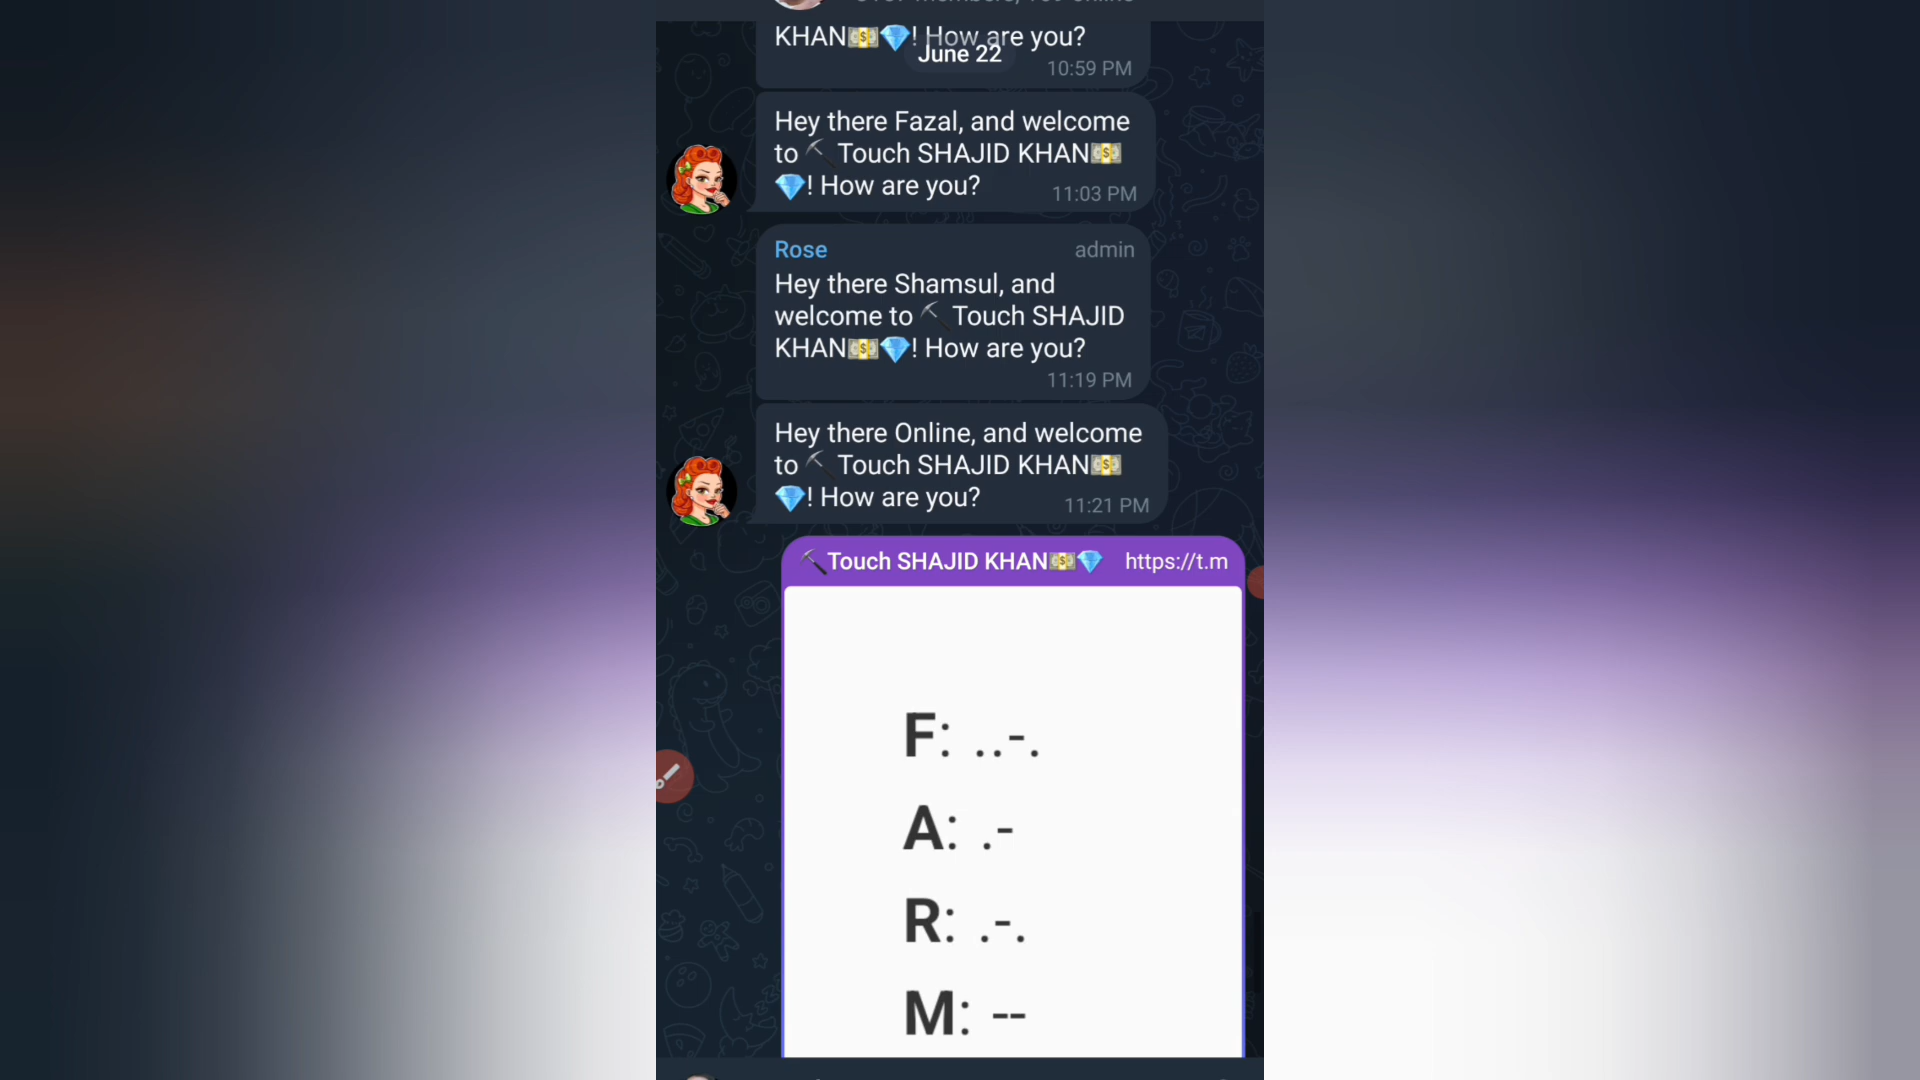 KHAN💵💎! How are you?
June 22
10:59 PM
Hey there Fazal, and welcome
to ⛏Touch SHAJID KHAN💵
💎! How are you?
11:03 PM
Rose admin
Hey there Shamsul, and
welcome to ⛏Touch SHAJID
KHAN💵💎! How are you?
11:19 PM
Hey there Online, and welcome
to ⛏Touch SHAJID KHAN💵
💎! How are you?
11:21 PM
⛏Touch SHAJID KHAN💵💎 https://t.m
F: ..-.
A: .-
R: .-.
M: --